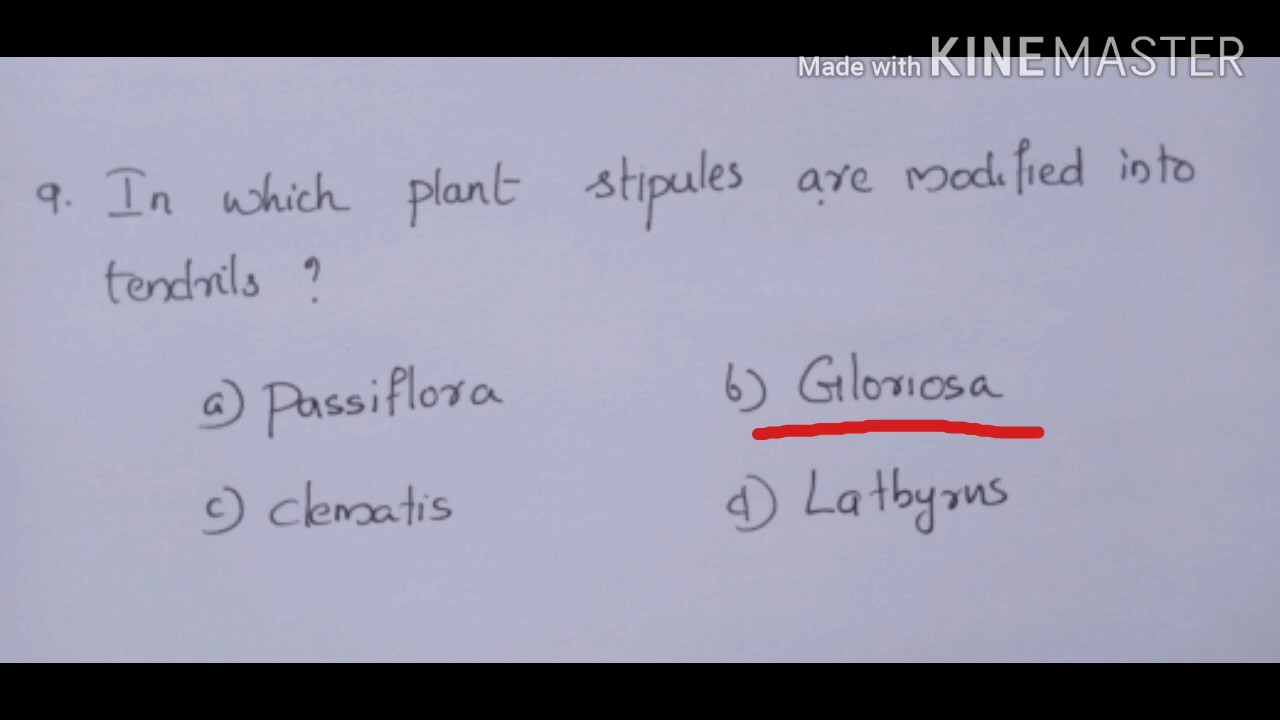 Made with KINEMASTER
9. In which plant stipules are modified into
tendrils ?
a) Passiflora
b) Gloriosa
c) Clematis
d) Lathyrus